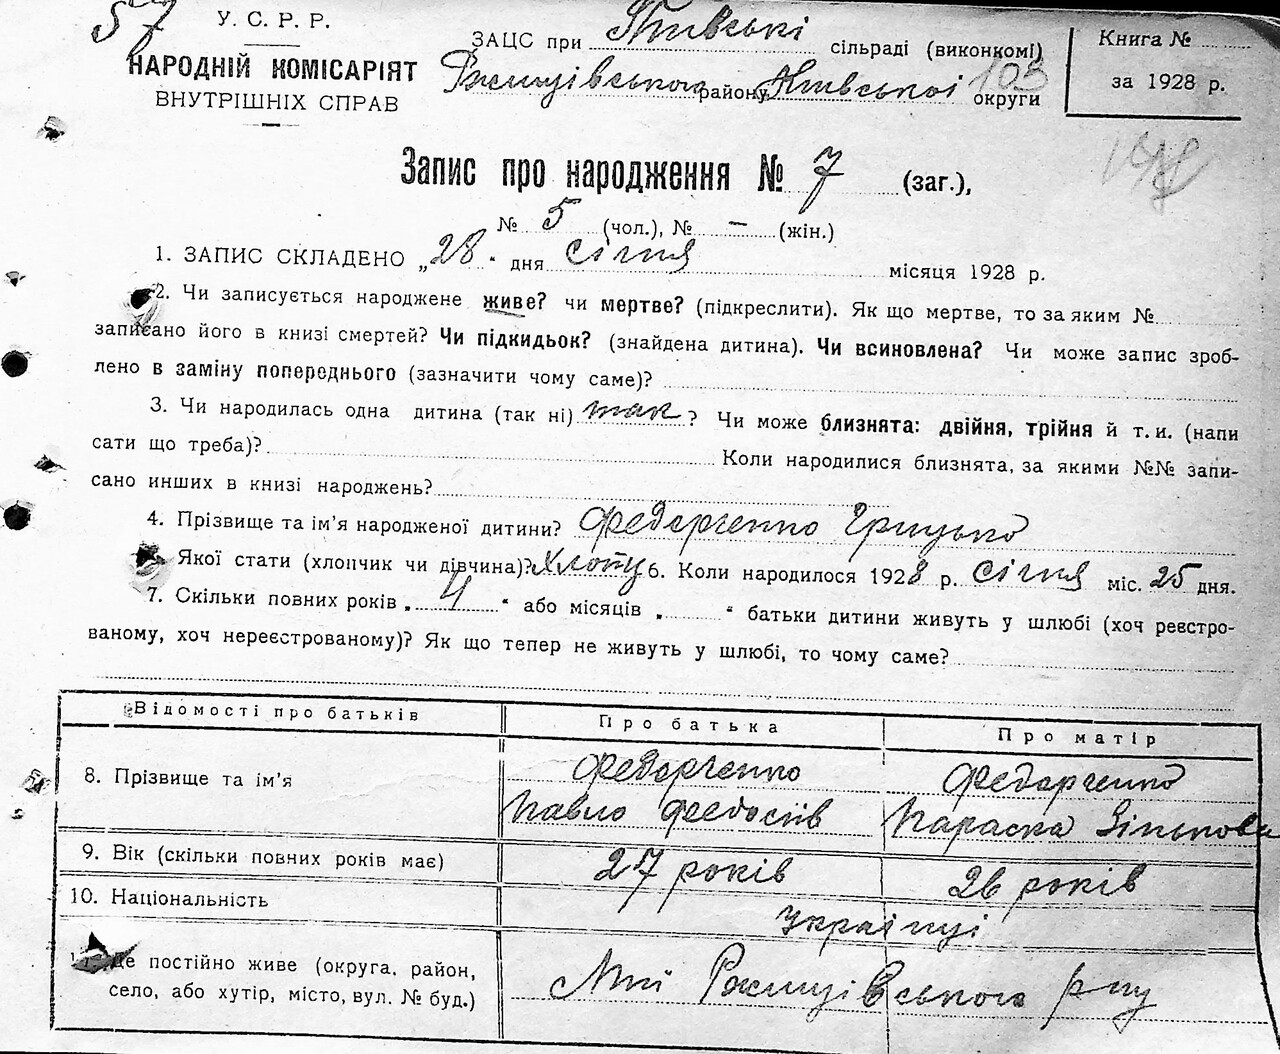 57
У. С. Р. Р.
НАРОДНІЙ КОМІСАРІЯТ
ВНУТРІШНІХ СПРАВ
ЗАЦС при сільраді (виконкомі)
району округи
103
Книга №
за 1928 р.
Запис про народження № 7 (заг.),
№ 5 (чол.), № – (жін.)
1. ЗАПИС СКЛАДЕНО „28“ дня січня місяця 1928 р.
2. Чи записується народжене живе? чи мертве? (підкреслити). Як що мертве, то за яким №
записано його в книзі смертей? Чи підкидьок? (знайдена дитина). Чи всиновлена? Чи може запис зроб-
лено в заміну попереднього (зазначити чому саме)?
3. Чи народилась одна дитина (так ні) так? Чи може близнята: двійня, трійня й т. и. (напи
сати що треба)? Коли народилися близнята, за якими №№ запи-
сано инших в книзі народжень?
4. Прізвище та ім'я народженої дитини? Федорченко Грицько
Якої стати (хлопчик чи дівчина)? Хлопц 6. Коли народилося 1928 р. січня міс. 25 дня.
7. Скільки повних років „4“ або місяців „ “ батьки дитини живуть у шлюбі (хоч реєстро-
ваному, хоч нереєстрованому)? Як що тепер не живуть у шлюбі, то чому саме?
Відомості про батьків Про батька Про матір
8. Прізвище та ім'я Федорченко Федорченко
Павло Федосіїв Параска Зінькова
9. Вік (скільки повних років має) 27 років 26 років
10. Національність Українці
11. Де постійно живе (округа, район,
село, або хутір, місто, вул. № буд.)